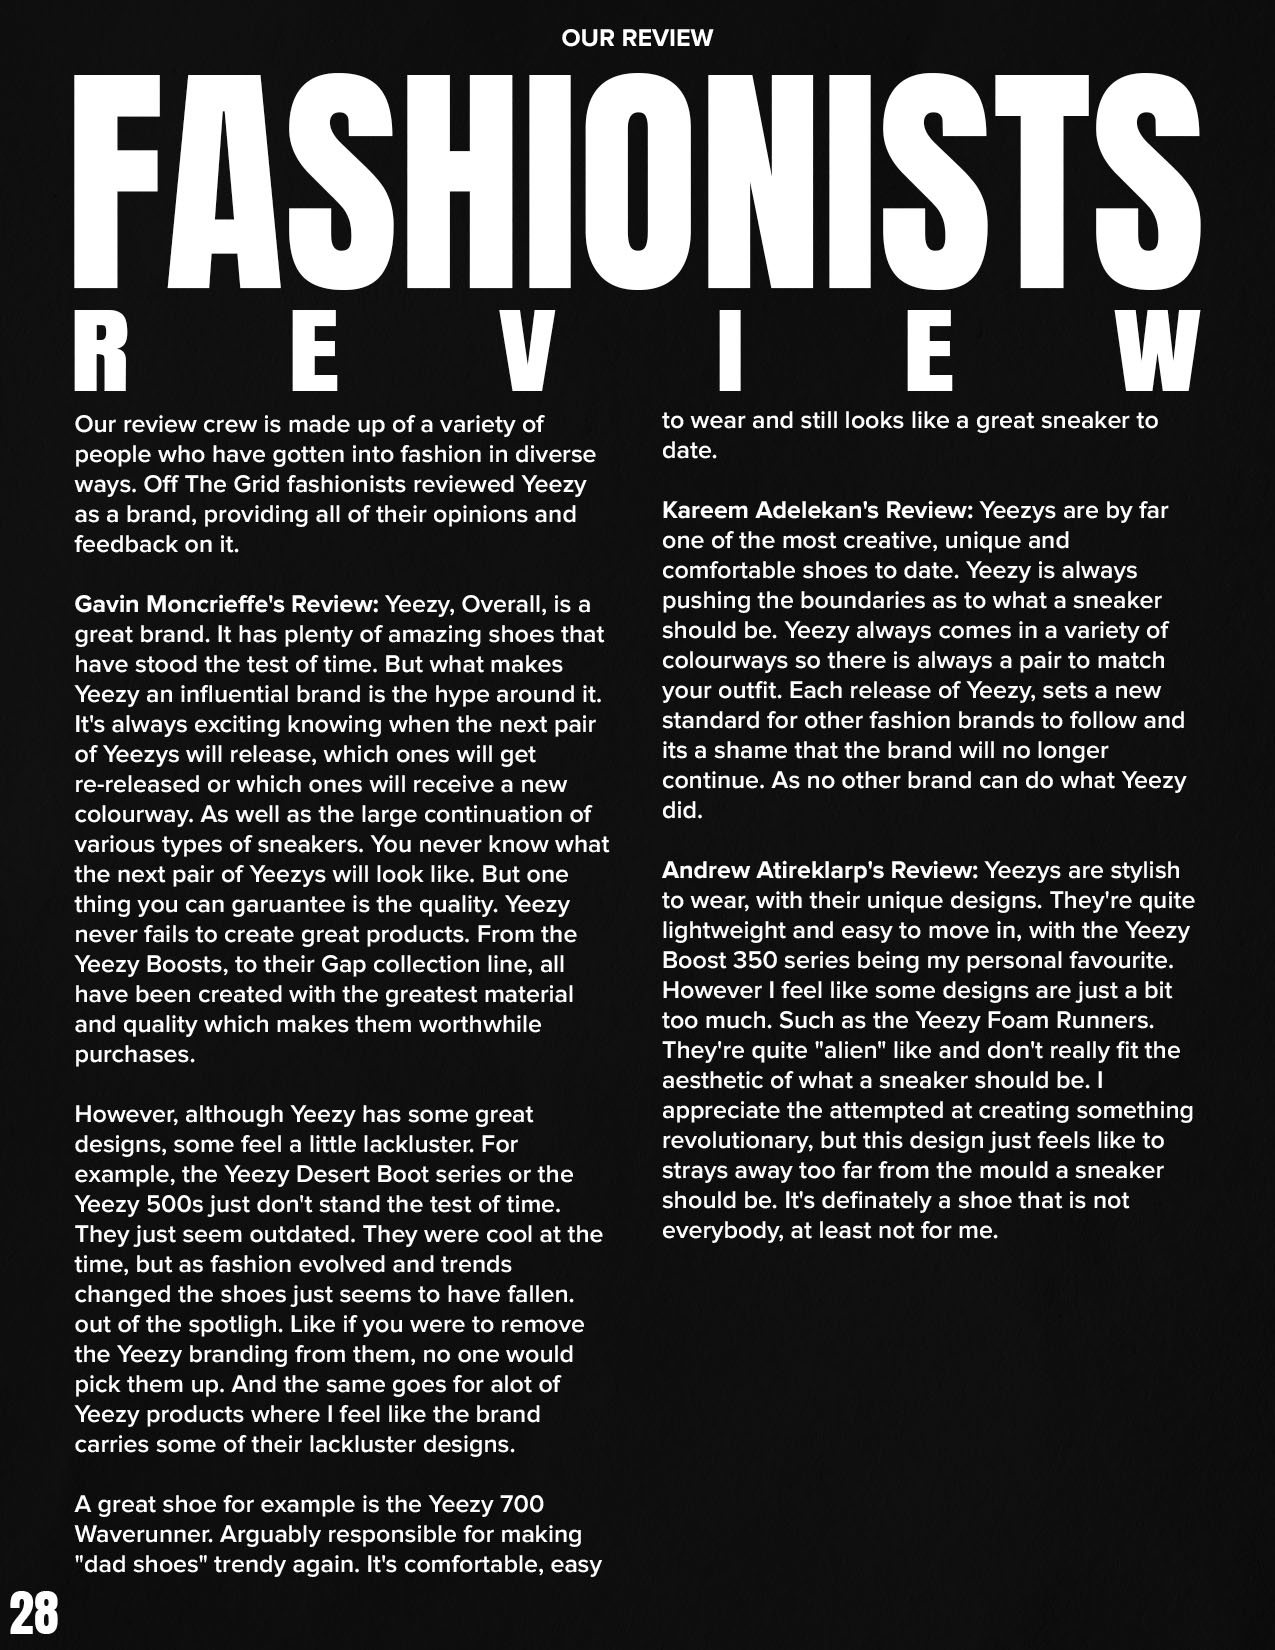 OUR REVIEW
FASHIONISTS
REVIEW
Our review crew is made up of a variety of
people who have gotten into fashion in diverse
ways. Off The Grid fashionists reviewed Yeezy
as a brand, providing all of their opinions and
feedback on it.
Gavin Moncrieffe's Review: Yeezy, Overall, is a
great brand. It has plenty of amazing shoes that
have stood the test of time. But what makes
Yeezy an influential brand is the hype around it.
It's always exciting knowing when the next pair
of Yeezys will release, which ones will get
re-released or which ones will receive a new
colourway. As well as the large continuation of
various types of sneakers. You never know what
the next pair of Yeezys will look like. But one
thing you can garuantee is the quality. Yeezy
never fails to create great products. From the
Yeezy Boosts, to their Gap collection line, all
have been created with the greatest material
and quality which makes them worthwhile
purchases.
However, although Yeezy has some great
designs, some feel a little lackluster. For
example, the Yeezy Desert Boot series or the
Yeezy 500s just don't stand the test of time.
They just seem outdated. They were cool at the
time, but as fashion evolved and trends
changed the shoes just seems to have fallen.
out of the spotligh. Like if you were to remove
the Yeezy branding from them, no one would
pick them up. And the same goes for alot of
Yeezy products where I feel like the brand
carries some of their lackluster designs.
A great shoe for example is the Yeezy 700
Waverunner. Arguably responsible for making
"dad shoes" trendy again. It's comfortable, easy
to wear and still looks like a great sneaker to
date.
Kareem Adelekan's Review: Yeezys are by far
one of the most creative, unique and
comfortable shoes to date. Yeezy is always
pushing the boundaries as to what a sneaker
should be. Yeezy always comes in a variety of
colourways so there is always a pair to match
your outfit. Each release of Yeezy, sets a new
standard for other fashion brands to follow and
its a shame that the brand will no longer
continue. As no other brand can do what Yeezy
did.
Andrew Atireklarp's Review: Yeezys are stylish
to wear, with their unique designs. They're quite
lightweight and easy to move in, with the Yeezy
Boost 350 series being my personal favourite.
However I feel like some designs are just a bit
too much. Such as the Yeezy Foam Runners.
They're quite "alien" like and don't really fit the
aesthetic of what a sneaker should be. I
appreciate the attempted at creating something
revolutionary, but this design just feels like to
strays away too far from the mould a sneaker
should be. It's definately a shoe that is not
everybody, at least not for me.
28